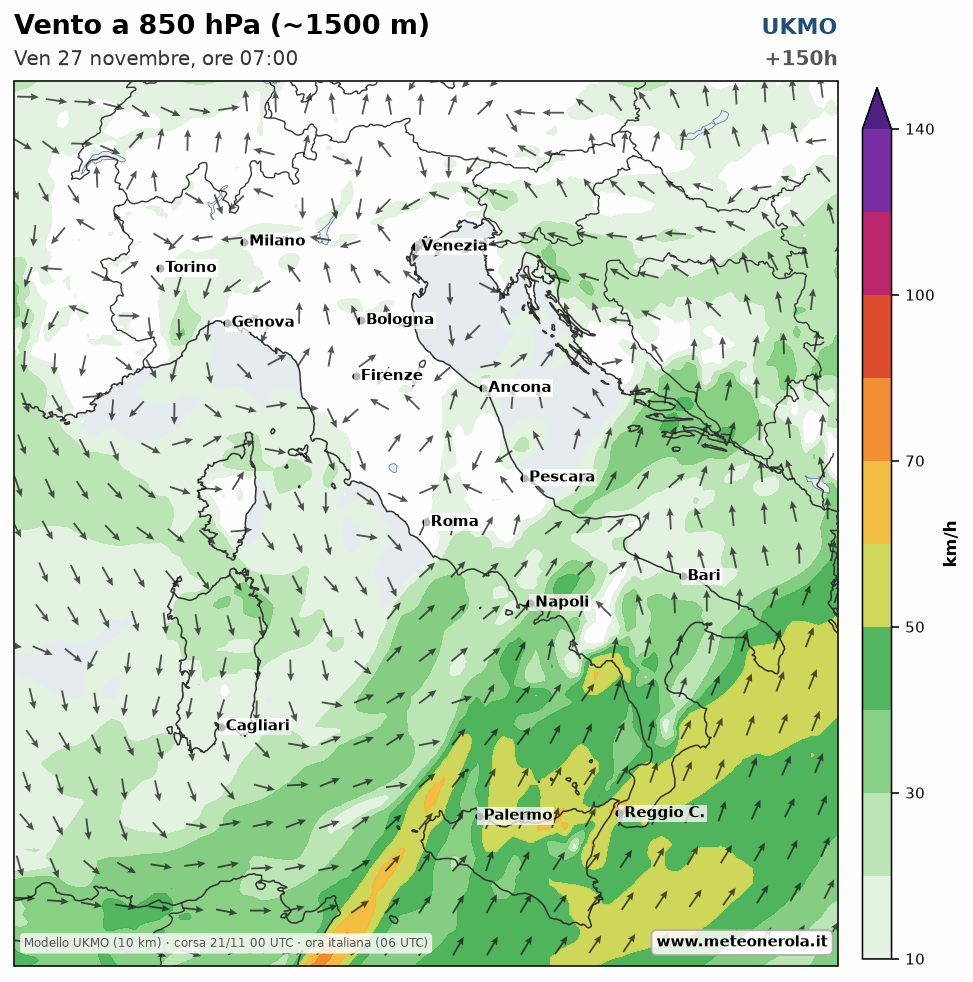 Vento a 850 hPa (~1500 m)
UKMO
Ven 27 novembre, ore 07:00
+150h
140
Milano
Venezia
Torino
100
Genova
Bologna
Firenze
Ancona
70
Pescara
Roma
km/h
Bari
Napoli
50
Cagliari
30
Palermo
Reggio C.
Modello UKMO (10 km) · corsa 21/11 00 UTC · ora italiana (06 UTC)
www.meteonerola.it
10